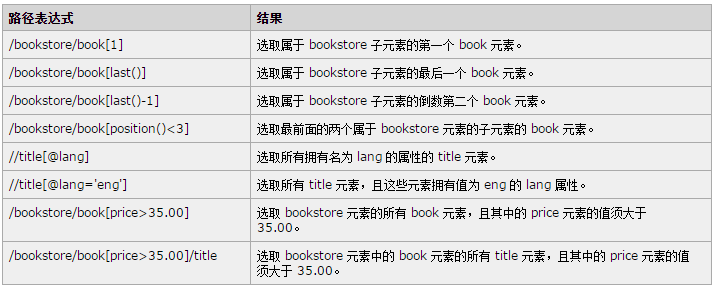 路径表达式 结果
/bookstore/book[1] 选取属于 bookstore 子元素的第一个 book 元素。
/bookstore/book[last()] 选取属于 bookstore 子元素的最后一个 book 元素。
/bookstore/book[last()-1] 选取属于 bookstore 子元素的倒数第二个 book 元素。
/bookstore/book[position()<3] 选取最前面的两个属于 bookstore 元素的子元素的 book 元素。
//title[@lang] 选取所有拥有名为 lang 的属性的 title 元素。
//title[@lang='eng'] 选取所有 title 元素，且这些元素拥有值为 eng 的 lang 属性。
/bookstore/book[price>35.00] 选取 bookstore 元素的所有 book 元素，且其中的 price 元素的值须大于
35.00。
/bookstore/book[price>35.00]/title 选取 bookstore 元素中的 book 元素的所有 title 元素，且其中的 price 元素的值
须大于 35.00。